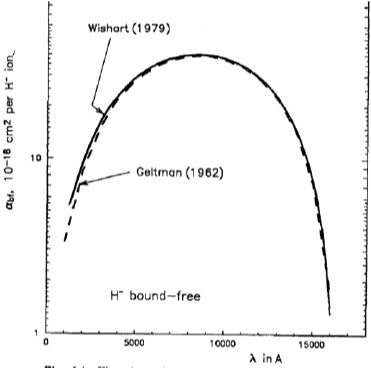 Wishart (1979)
αbf, 10-18 cm2 per H- ion
10
Geltman (1962)
H- bound-free
1
0 5000 10000 15000
λ in A